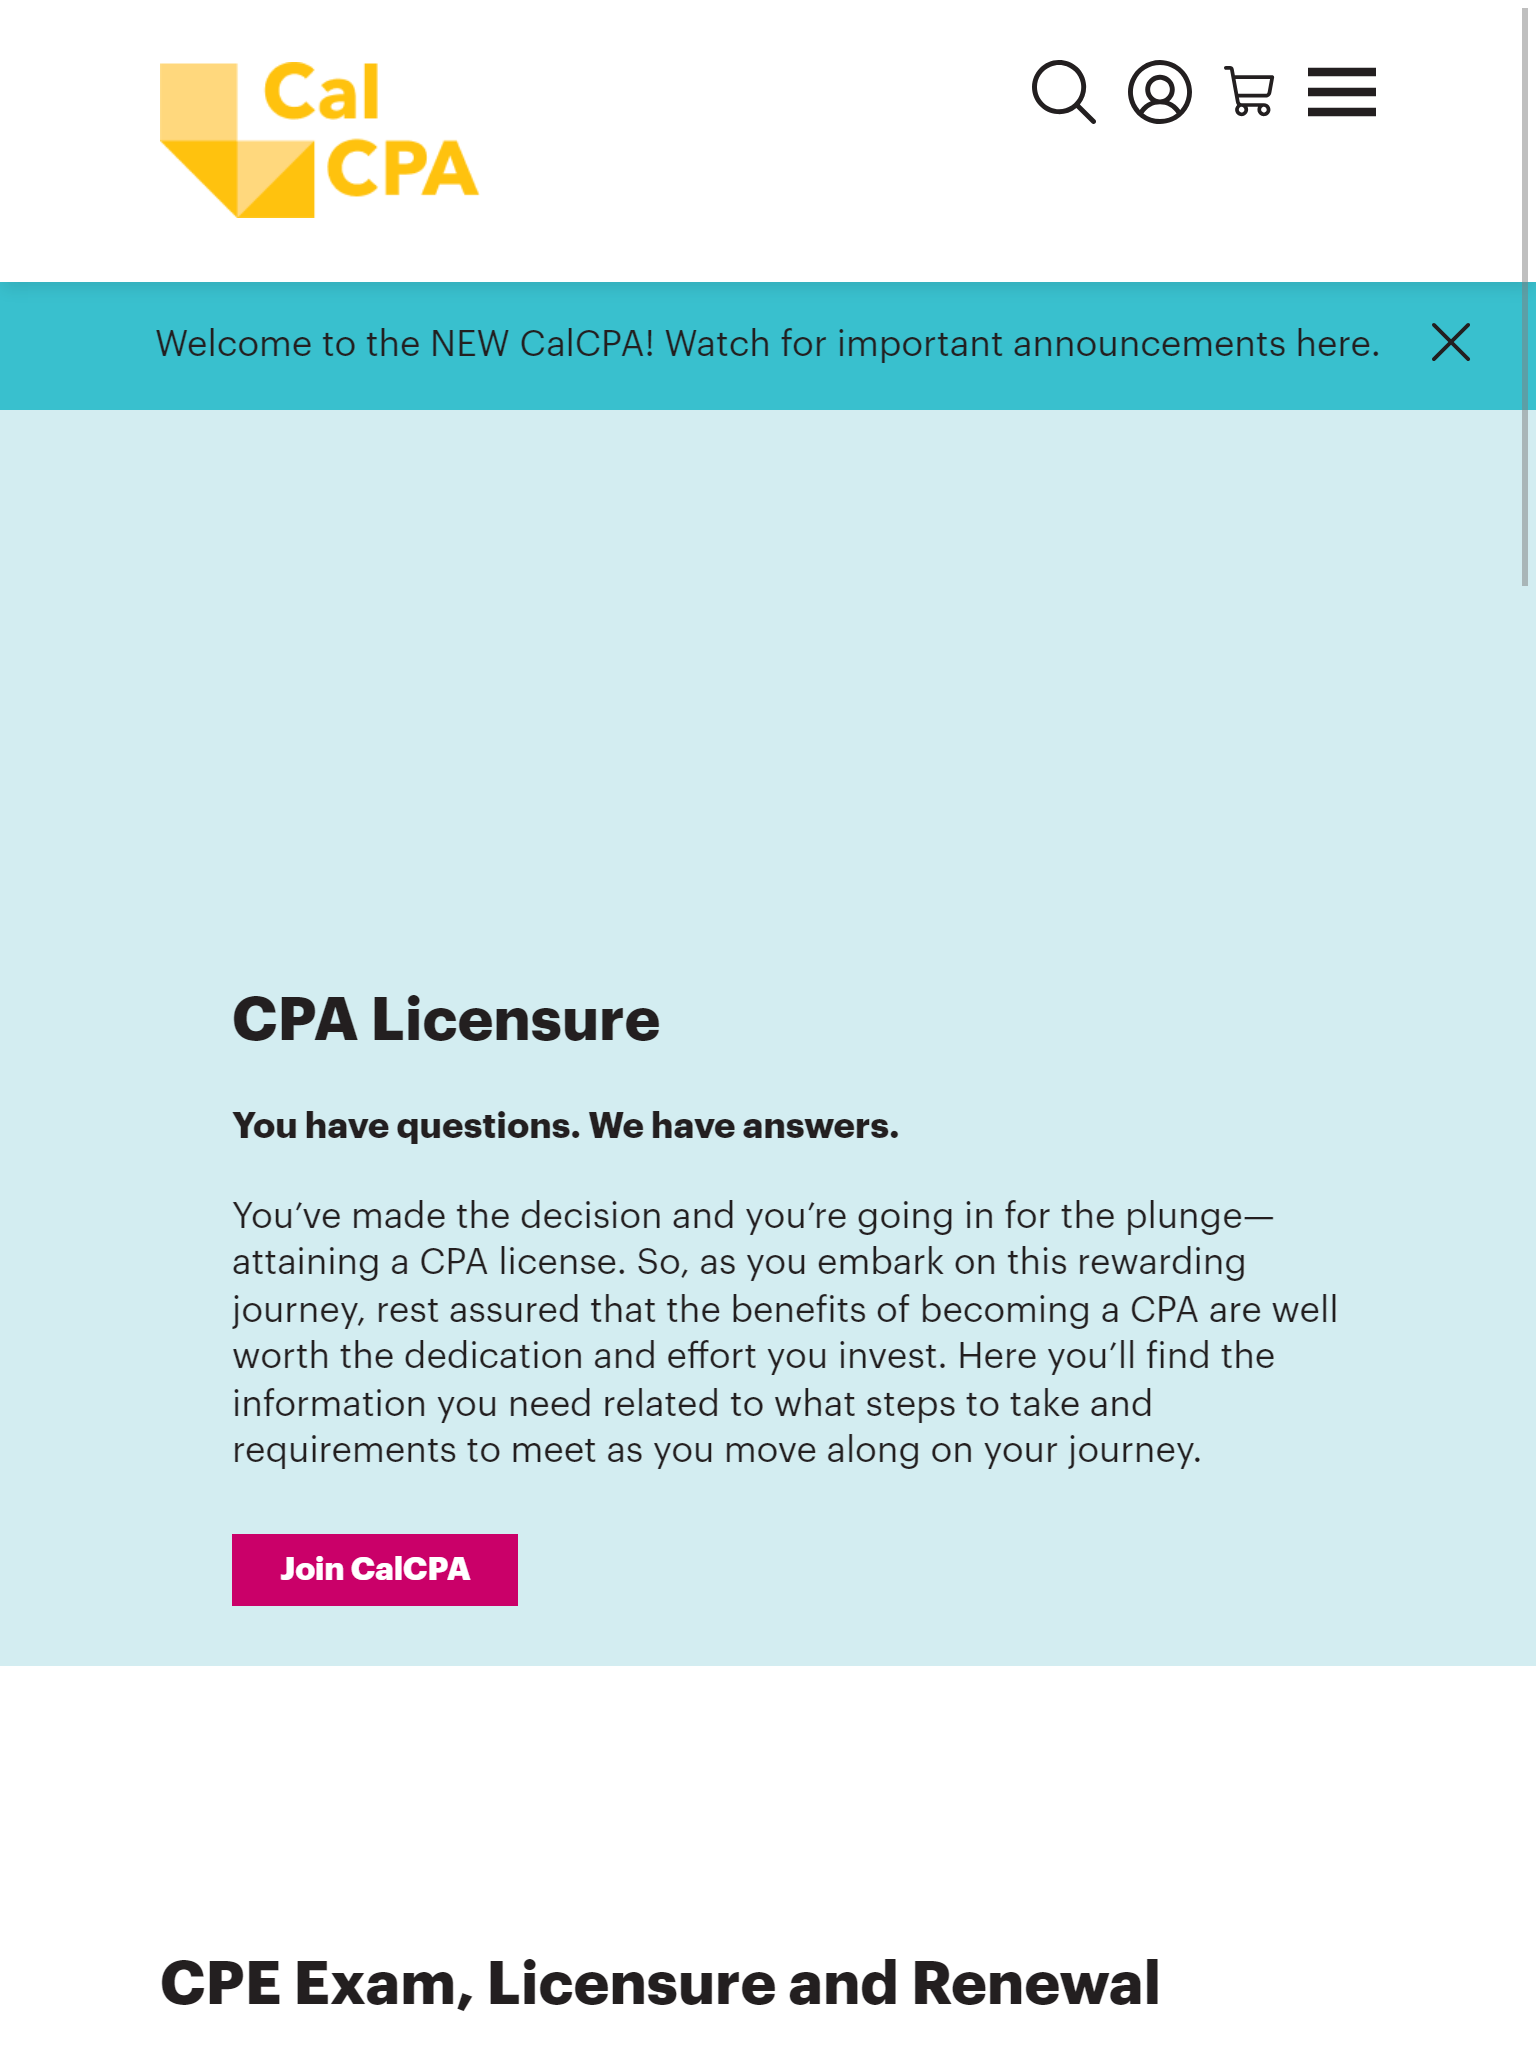 Cal
CPA
Welcome to the NEW CalCPA! Watch for important announcements here.
CPA Licensure
You have questions. We have answers.
You’ve made the decision and you’re going in for the plunge—
attaining a CPA license. So, as you embark on this rewarding
journey, rest assured that the benefits of becoming a CPA are well
worth the dedication and effort you invest. Here you’ll find the
information you need related to what steps to take and
requirements to meet as you move along on your journey.
Join CalCPA
CPE Exam, Licensure and Renewal